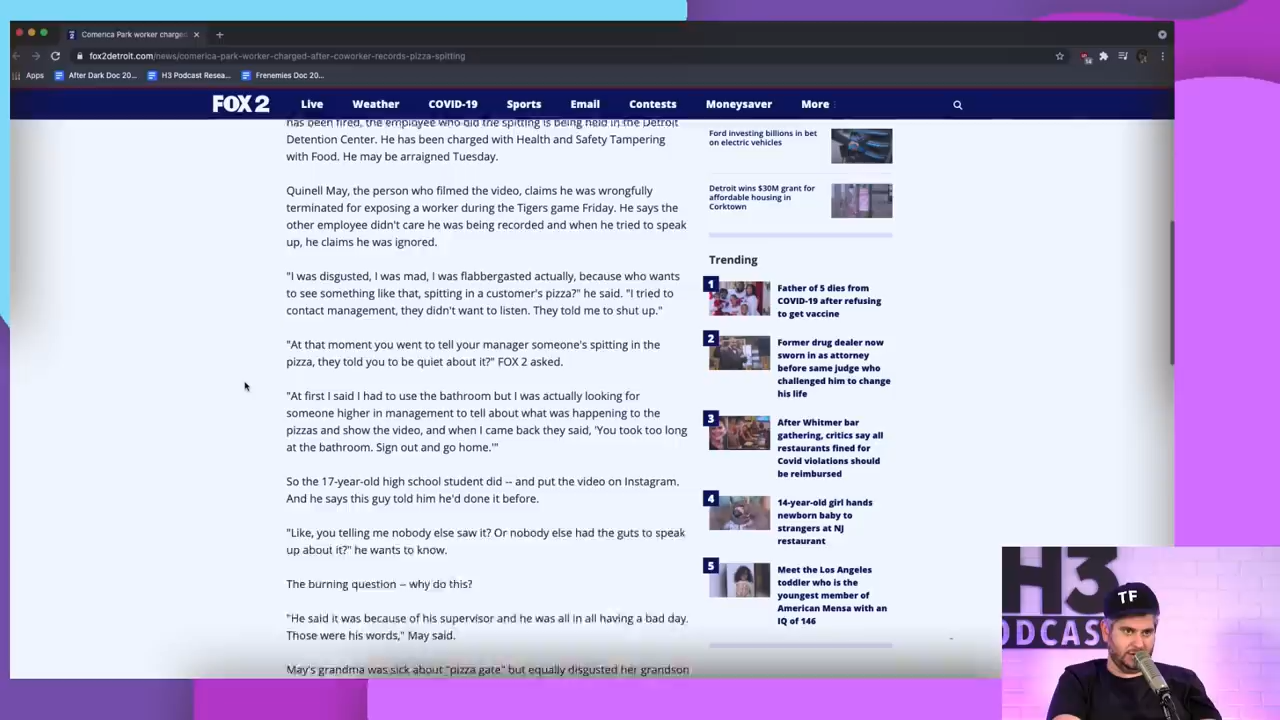 Comerica Park worker charged
fox2detroit.com/news/comerica-park-worker-charged-after-coworker-records-pizza-spitting
Apps
After Dark Doc 20...
H3 Podcast Resea...
Frenemies Doc 20...
FOX 2
Live
Weather
COVID-19
Sports
Email
Contests
Moneysaver
More
has been fired, the employee who did the spitting is being held in the Detroit
Detention Center. He has been charged with Health and Safety Tampering
with Food. He may be arraigned Tuesday.
Quinell May, the person who filmed the video, claims he was wrongfully
terminated for exposing a worker during the Tigers game Friday. He says the
other employee didn't care he was being recorded and when he tried to speak
up, he claims he was ignored.
"I was disgusted, I was mad, I was flabbergasted actually, because who wants
to see something like that, spitting in a customer's pizza?" he said. "I tried to
contact management, they didn't want to listen. They told me to shut up."
"At that moment you went to tell your manager someone's spitting in the
pizza, they told you to be quiet about it?" FOX 2 asked.
"At first I said I had to use the bathroom but I was actually looking for
someone higher in management to tell about what was happening to the
pizzas and show the video, and when I came back they said, 'You took too long
at the bathroom. Sign out and go home.'"
So the 17-year-old high school student did -- and put the video on Instagram.
And he says this guy told him he'd done it before.
"Like, you telling me nobody else saw it? Or nobody else had the guts to speak
up about it?" he wants to know.
The burning question -- why do this?
"He said it was because of his supervisor and he was all in all having a bad day.
Those were his words," May said.
May's grandma was sick about "pizza gate" but equally disgusted her grandson
Ford investing billions in bet
on electric vehicles
Detroit wins $30M grant for
affordable housing in
Corktown
Trending
1
Father of 5 dies from
COVID-19 after refusing
to get vaccine
2
Former drug dealer now
sworn in as attorney
before same judge who
challenged him to change
his life
3
After Whitmer bar
gathering, critics say all
restaurants fined for
Covid violations should
be reimbursed
4
14-year-old girl hands
newborn baby to
strangers at NJ
restaurant
5
Meet the Los Angeles
toddler who is the
youngest member of
American Mensa with an
IQ of 146
H3
PODCAS
TF